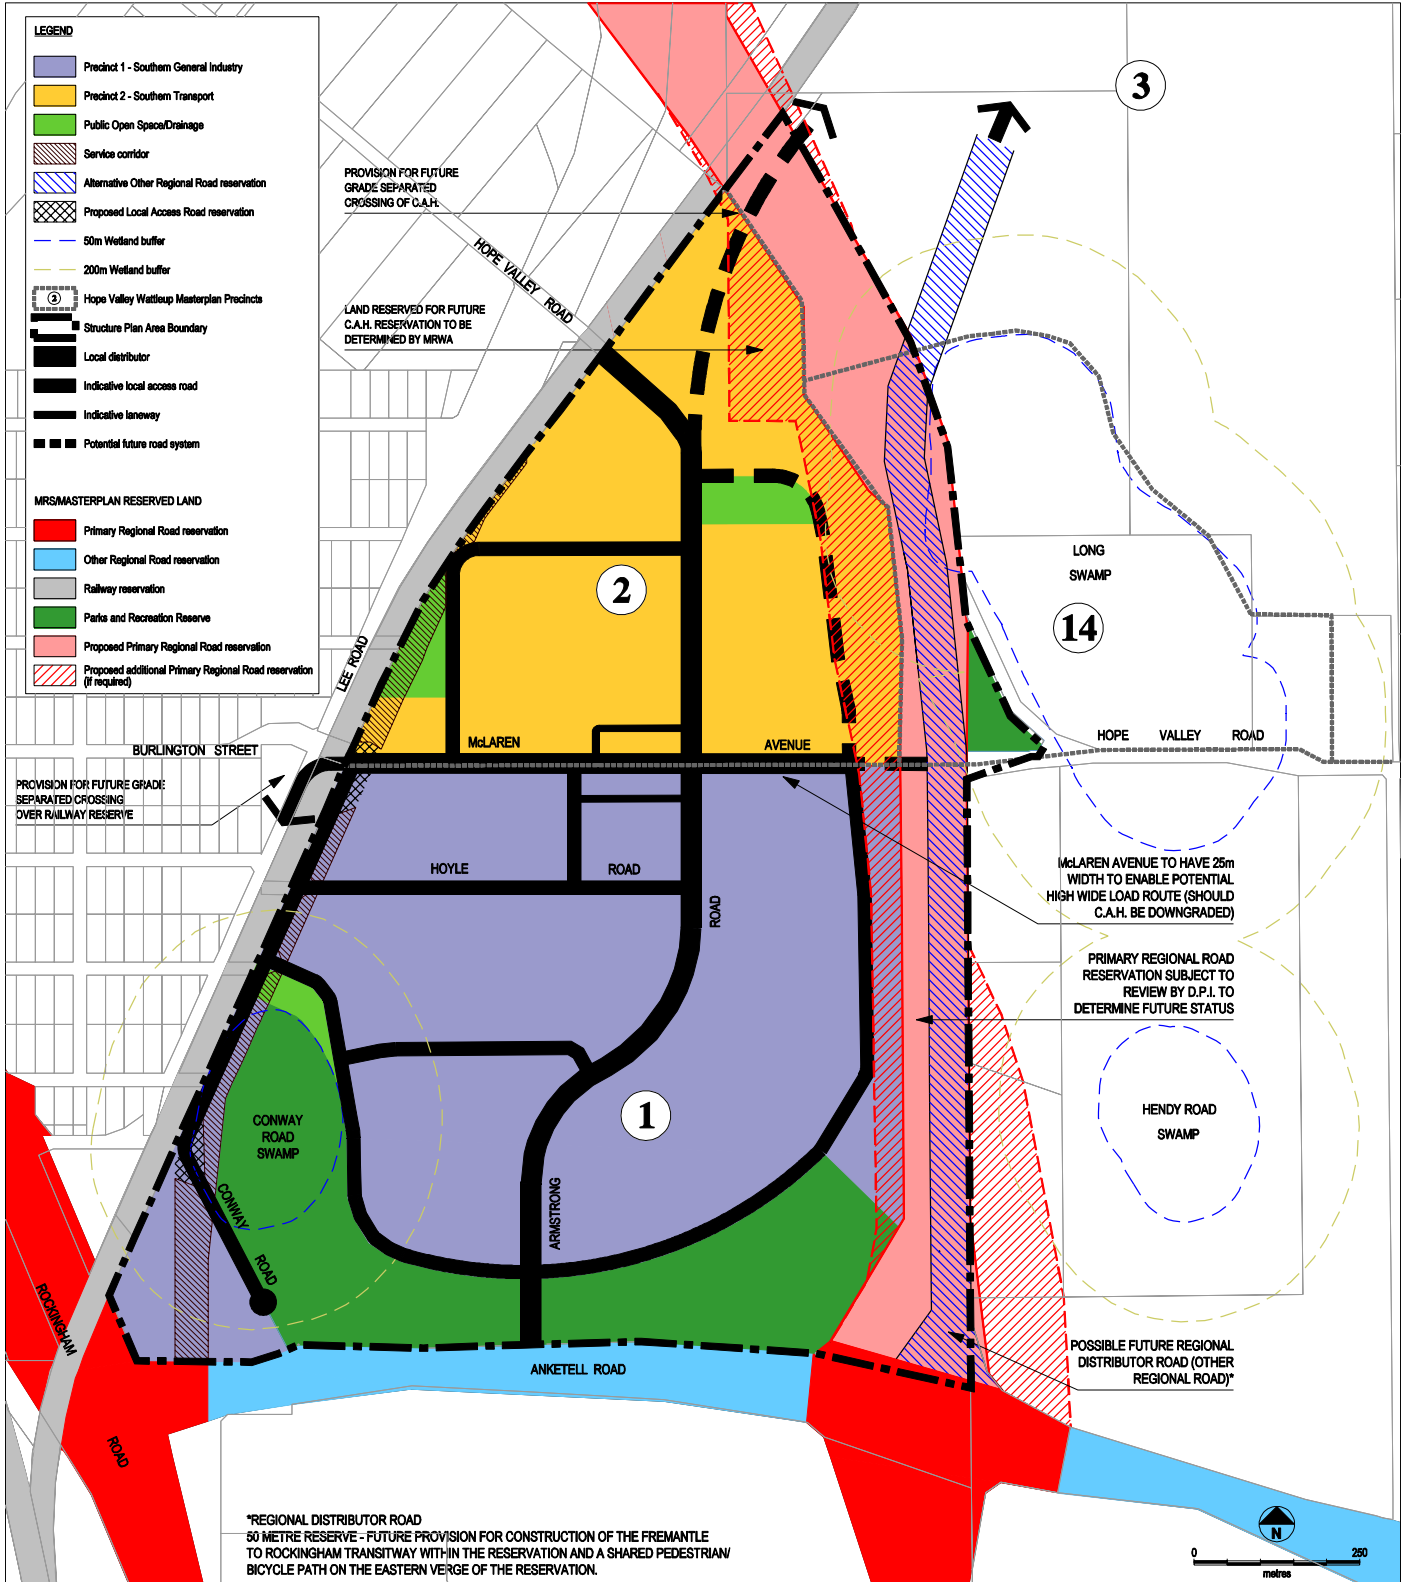 LEGEND
Precinct 1 - Southern General Industry
Precinct 2 - Southern Transport
Public Open Space/Drainage
Service corridor
Alternative Other Regional Road reservation
Proposed Local Access Road reservation
50m Wetland buffer
200m Wetland buffer
2
Hope Valley Wattleup Masterplan Precincts
Structure Plan Area Boundary
Local distributor
Indicative local access road
Indicative laneway
Potential future road system
MRS/MASTERPLAN RESERVED LAND
Primary Regional Road reservation
Other Regional Road reservation
Railway reservation
Parks and Recreation Reserve
Proposed Primary Regional Road reservation
Proposed additional Primary Regional Road reservation
(if required)
3
PROVISION FOR FUTURE
GRADE SEPARATED
CROSSING OF C.A.H.
HOPE VALLEY ROAD
LAND RESERVED FOR FUTURE
C.A.H. RESERVATION TO BE
DETERMINED BY MRWA
LONG
SWAMP
2
14
LEE ROAD
BURLINGTON STREET
McLAREN
AVENUE
HOPE VALLEY ROAD
PROVISION FOR FUTURE GRADE
SEPARATED CROSSING
OVER RAILWAY RESERVE
HOYLE
ROAD
McLAREN AVENUE TO HAVE 25m
WIDTH TO ENABLE POTENTIAL
HIGH WIDE LOAD ROUTE (SHOULD
C.A.H. BE DOWNGRADED)
ROAD
PRIMARY REGIONAL ROAD
RESERVATION SUBJECT TO
REVIEW BY D.P.I. TO
DETERMINE FUTURE STATUS
1
CONWAY
ROAD
SWAMP
HENDY ROAD
SWAMP
CONWAY
ROAD
ARMSTRONG
ROCKINGHAM
ROAD
ANKETELL ROAD
POSSIBLE FUTURE REGIONAL
DISTRIBUTOR ROAD (OTHER
REGIONAL ROAD)*
*REGIONAL DISTRIBUTOR ROAD
50 METRE RESERVE - FUTURE PROVISION FOR CONSTRUCTION OF THE FREMANTLE
TO ROCKINGHAM TRANSITWAY WITHIN THE RESERVATION AND A SHARED PEDESTRIAN/
BICYCLE PATH ON THE EASTERN VERGE OF THE RESERVATION.
N
0 250
metres